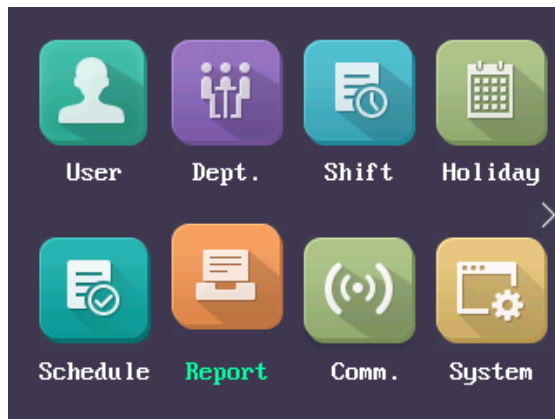 User Dept. Shift Holiday
Schedule Report Comm. System